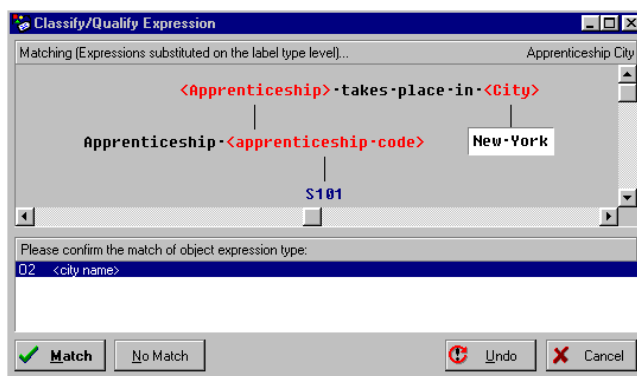 Classify/Qualify Expression
Matching (Expressions substituted on the label type level)... Apprenticeship City
<Apprenticeship>·takes·place·in·<City>
Apprenticeship·<apprenticeship·code> New·York
S101
Please confirm the match of object expression type:
O2 <city name>
Match No Match Undo Cancel